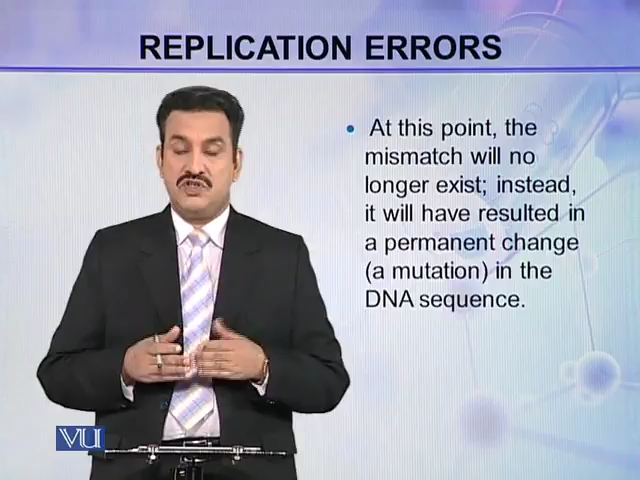 REPLICATION ERRORS
• At this point, the
mismatch will no
longer exist; instead,
it will have resulted in
a permanent change
(a mutation) in the
DNA sequence.
VU